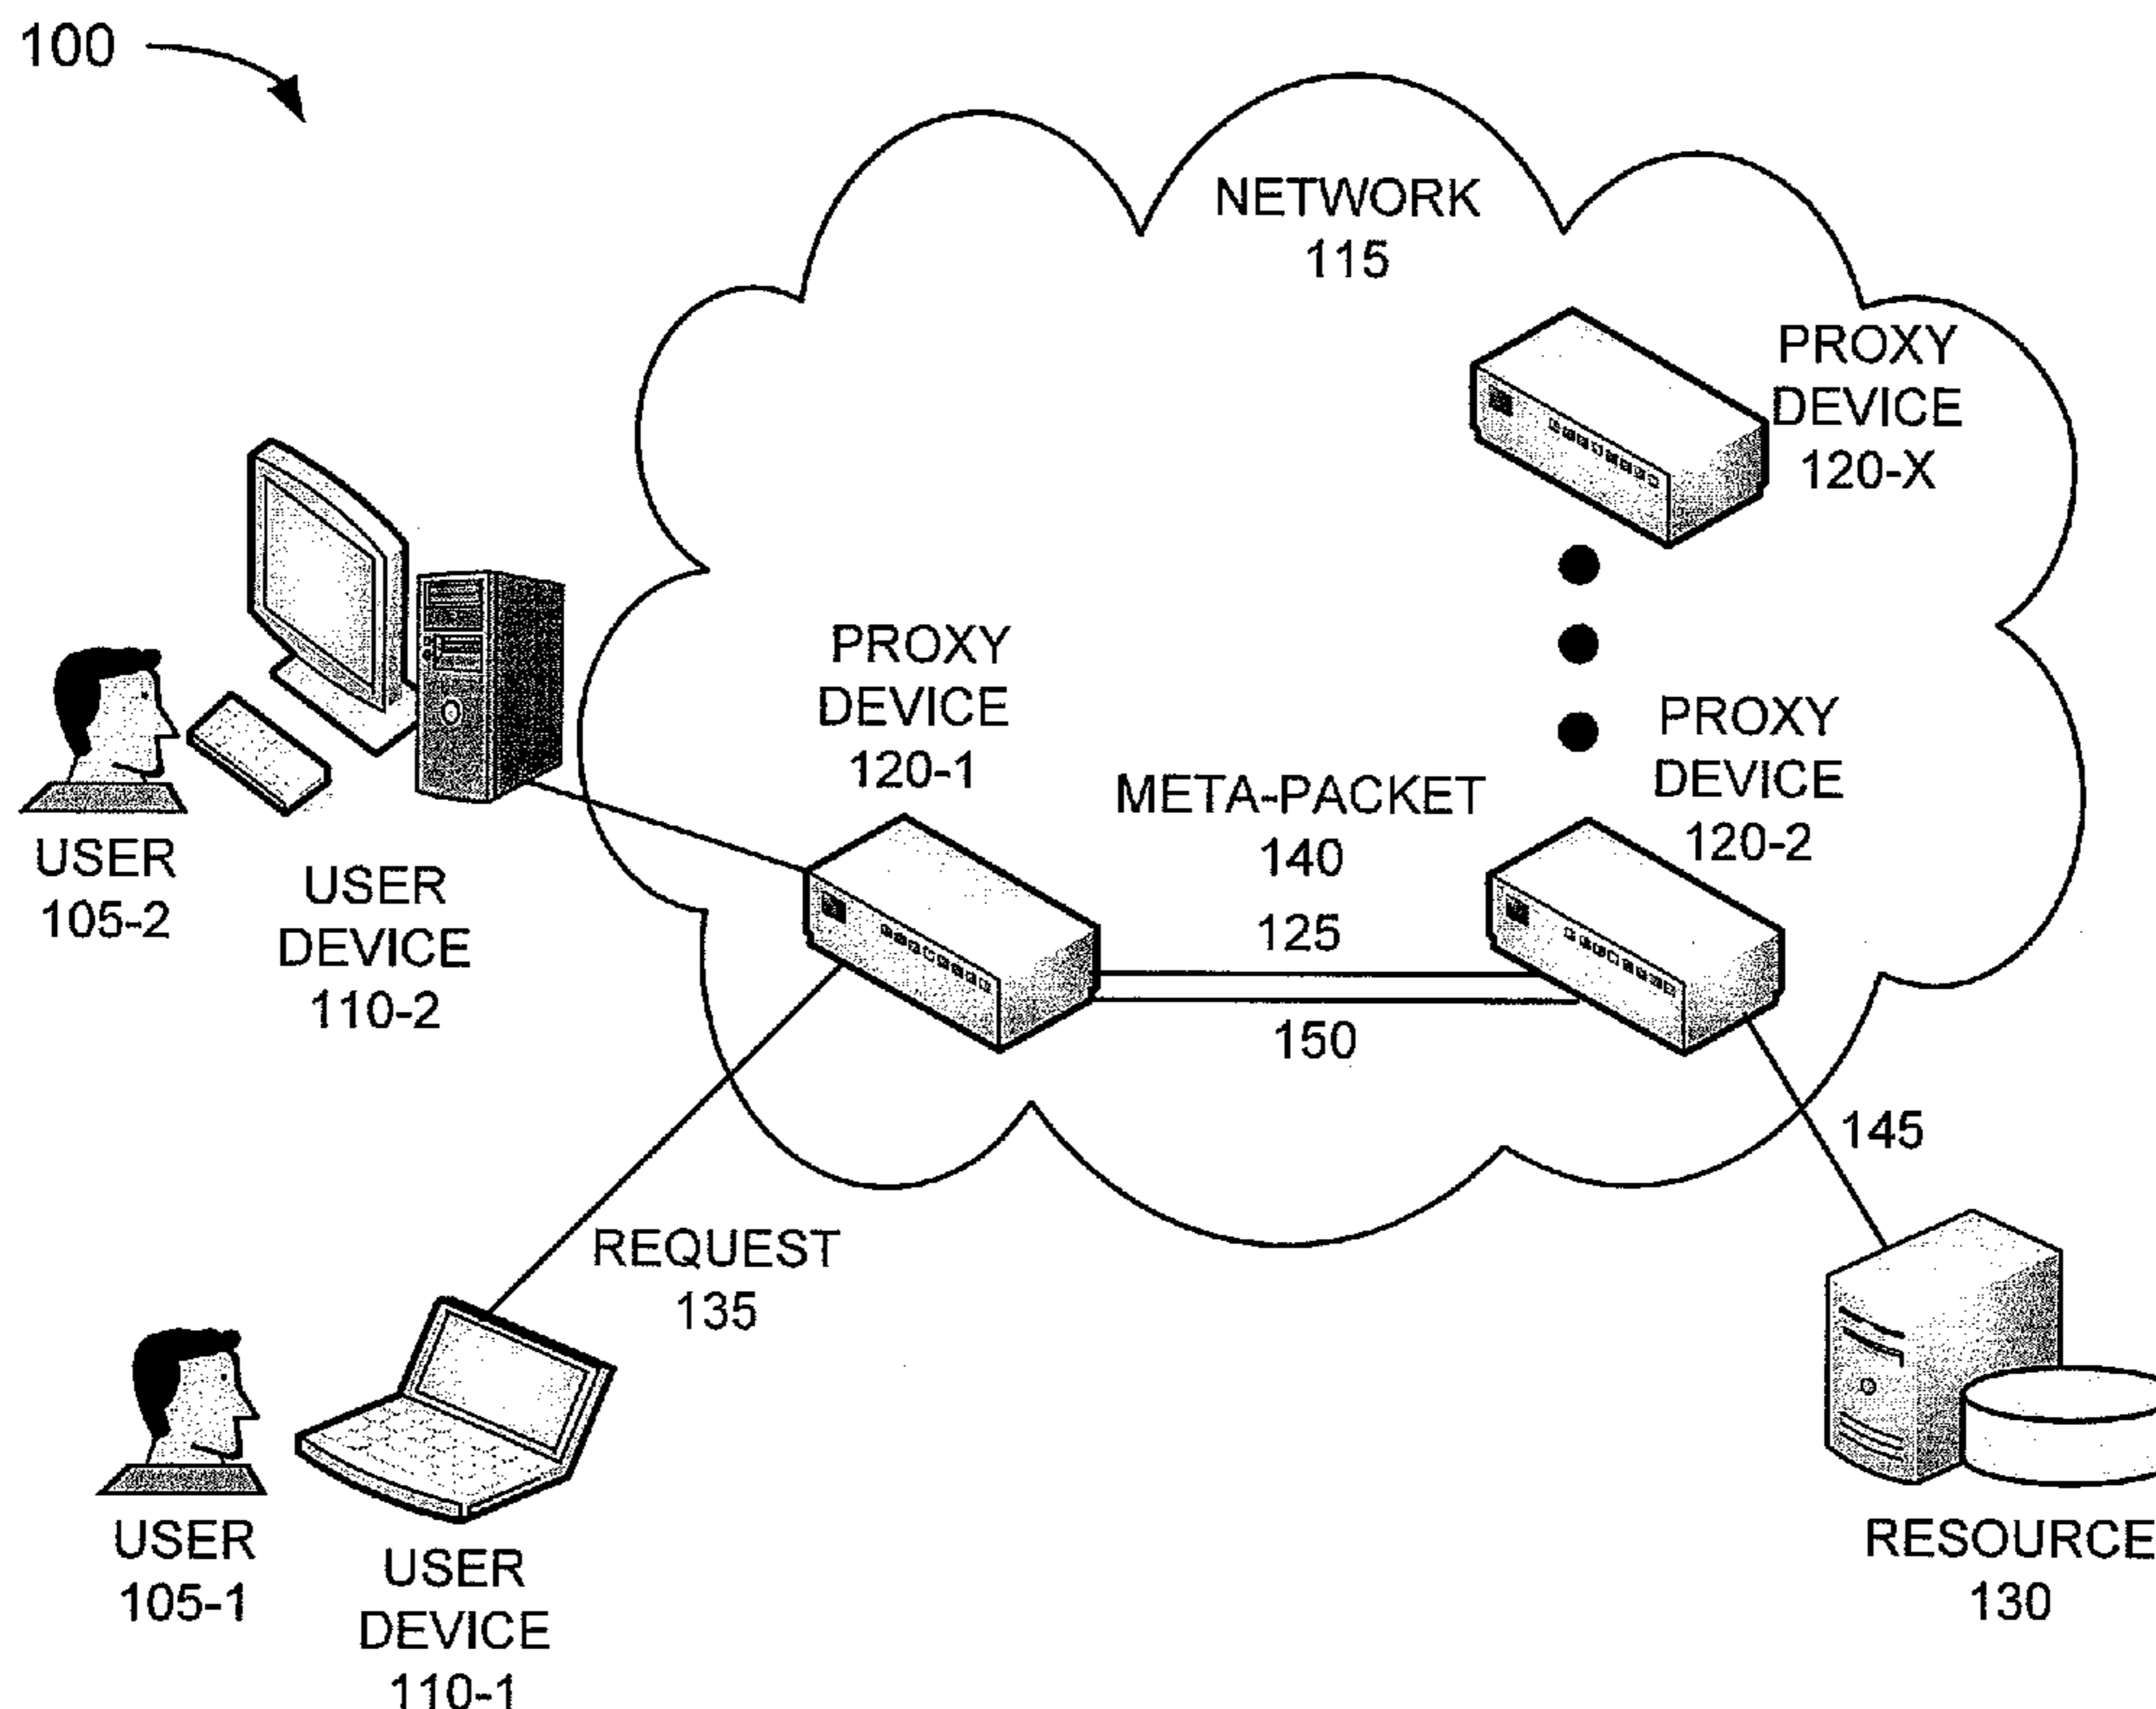 100
NETWORK
115
PROXY
DEVICE
120-X
PROXY
DEVICE
120-1
META-PACKET
140
125
150
PROXY
DEVICE
120-2
USER
105-2
USER
DEVICE
110-2
145
REQUEST
135
USER
105-1
USER
DEVICE
110-1
RESOURCE
130